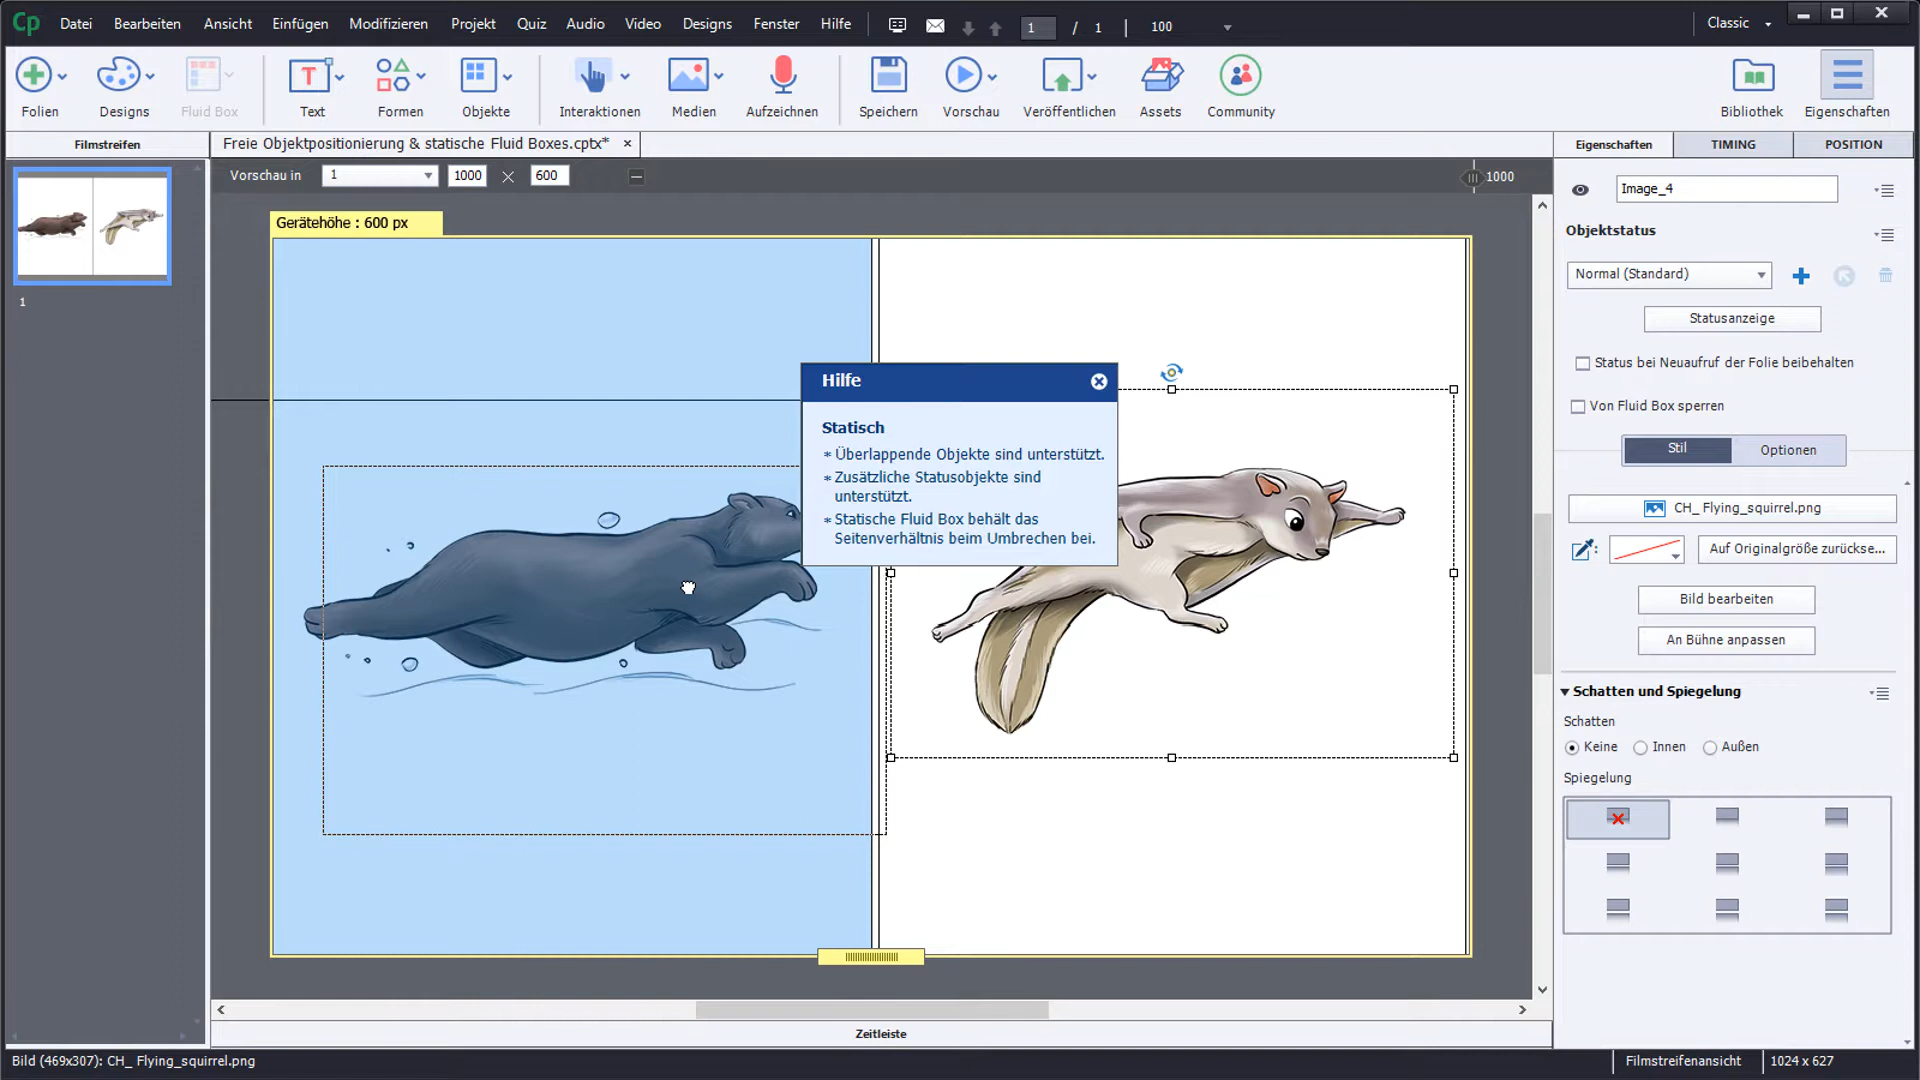 Cp Datei Bearbeiten Ansicht Einfügen Modifizieren Projekt Quiz Audio Video Designs Fenster Hilfe 1 / 1 100 Classic
Folien Designs Fluid Box Text Formen Objekte Interaktionen Medien Aufzeichnen Speichern Vorschau Veröffentlichen Assets Community Bibliothek Eigenschaften
Filmstreifen
Freie Objektpositionierung & statische Fluid Boxes.cptx*
Eigenschaften TIMING POSITION
Vorschau in 1 1000 600 1000
Image_4
Gerätehöhe : 600 px
Objektstatus
Normal (Standard)
1
Statusanzeige
Status bei Neuaufruf der Folie beibehalten
Von Fluid Box sperren
Hilfe
Statisch
* Überlappende Objekte sind unterstützt.
* Zusätzliche Statusobjekte sind
unterstützt.
* Statische Fluid Box behält das
Seitenverhältnis beim Umbrechen bei.
Stil Optionen
CH_ Flying_squirrel.png
Auf Originalgröße zurückse...
Bild bearbeiten
An Bühne anpassen
Schatten und Spiegelung
Schatten
Keine Innen Außen
Spiegelung
Zeitleiste
Bild (469x307): CH_ Flying_squirrel.png
Filmstreifenansicht 1024 x 627